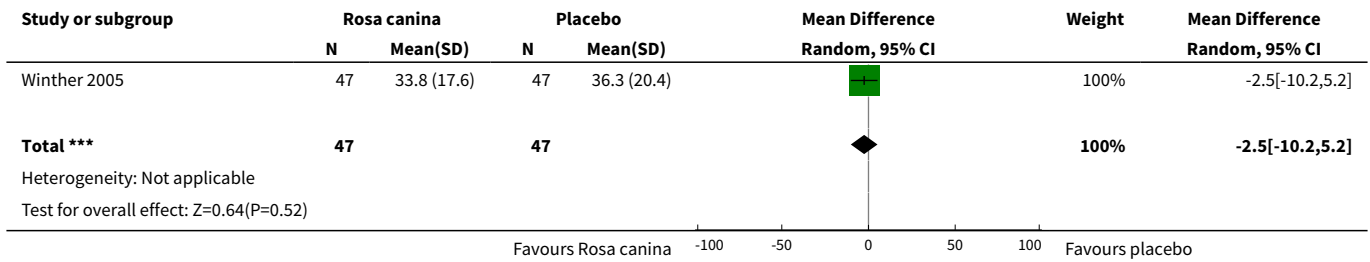 Study or subgroup Rosa canina Placebo Mean Difference Weight Mean Difference
N Mean(SD) N Mean(SD) Random, 95% CI Random, 95% CI
Winther 2005 47 33.8 (17.6) 47 36.3 (20.4) 100% -2.5[-10.2,5.2]
Total *** 47 47 100% -2.5[-10.2,5.2]
Heterogeneity: Not applicable
Test for overall effect: Z=0.64(P=0.52)
Favours Rosa canina -100 -50 0 50 100 Favours placebo